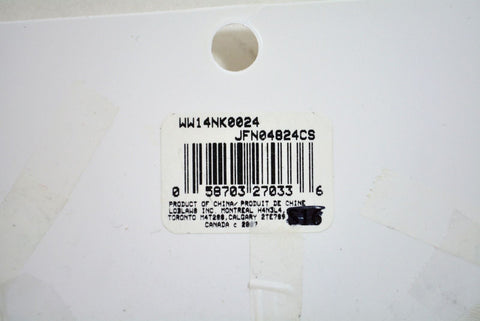 WW14NK0024
JFN04824CS
0 58703 27033 6
PRODUCT OF CHINA/ PRODUIT DE CHINE
LOBLAWS INC. MONTREAL H4N3L4,
TORONTO M4T2S8,CALGARY 2TE7S9
CANADA c 2007